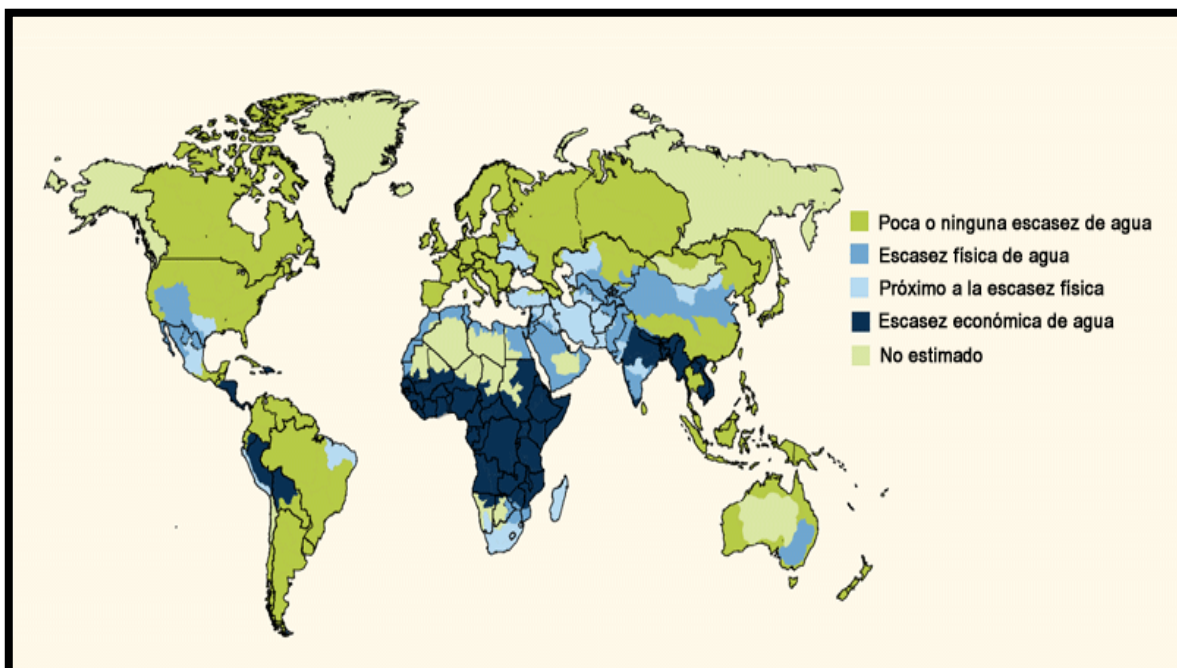 Poca o ninguna escasez de agua
Escasez física de agua
Próximo a la escasez física
Escasez económica de agua
No estimado